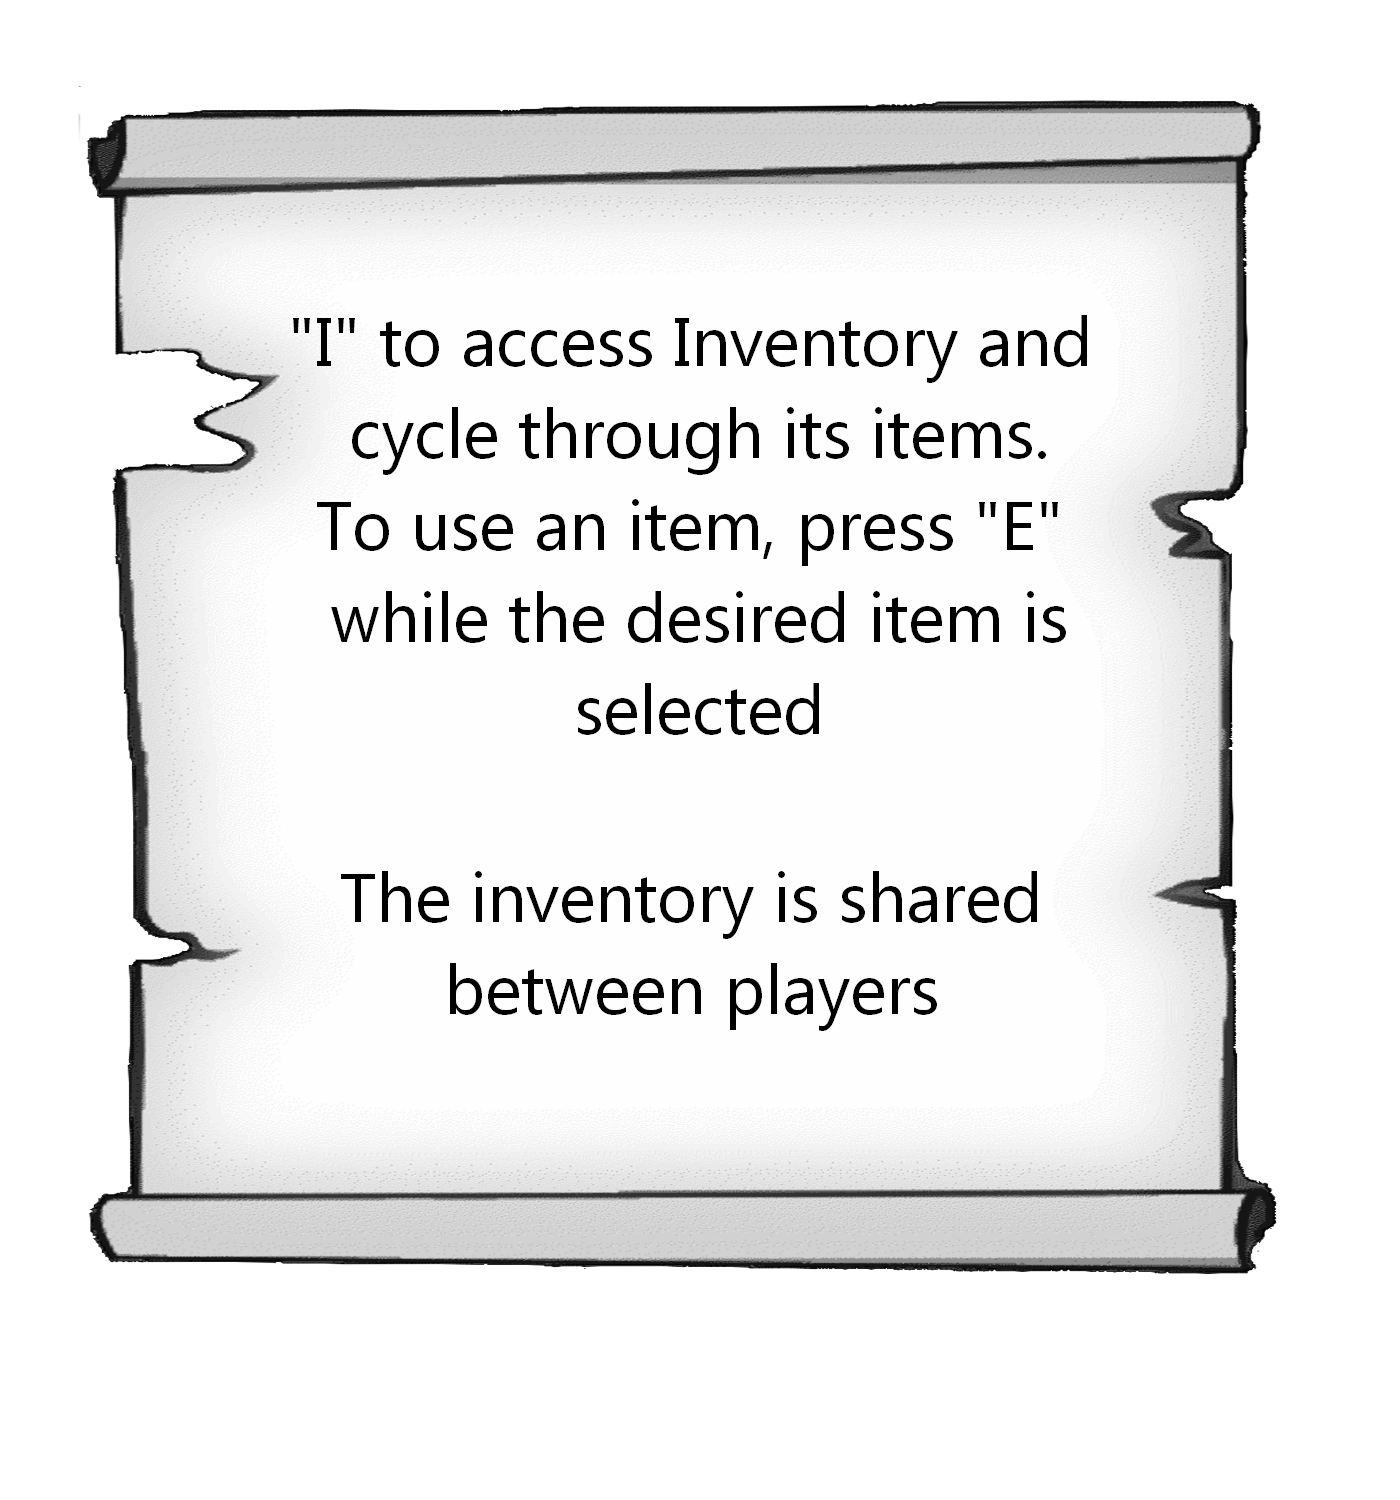 "I" to access Inventory and
cycle through its items.
To use an item, press "E"
while the desired item is
selected
The inventory is shared
between players